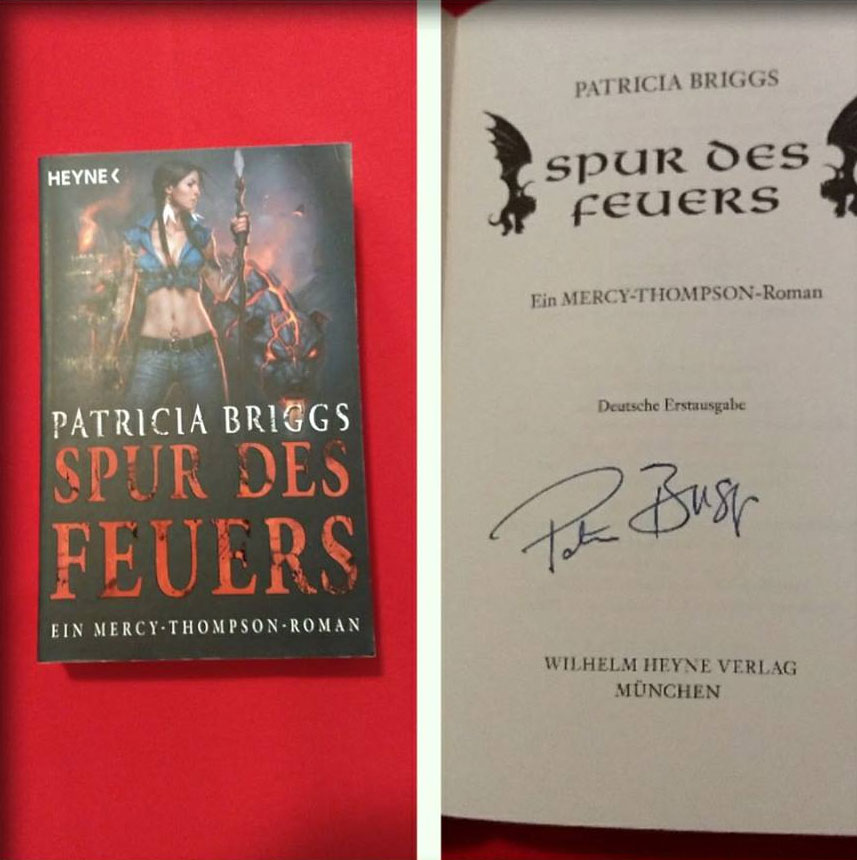 HEYNE<
PATRICIA BRIGGS
SPUR DES
FEUERS
EIN MERCY-THOMPSON-ROMAN
PATRICIA BRIGGS
SPUR DES
FEUERS
Ein MERCY-THOMPSON-Roman
Deutsche Erstausgabe
WILHELM HEYNE VERLAG
MÜNCHEN